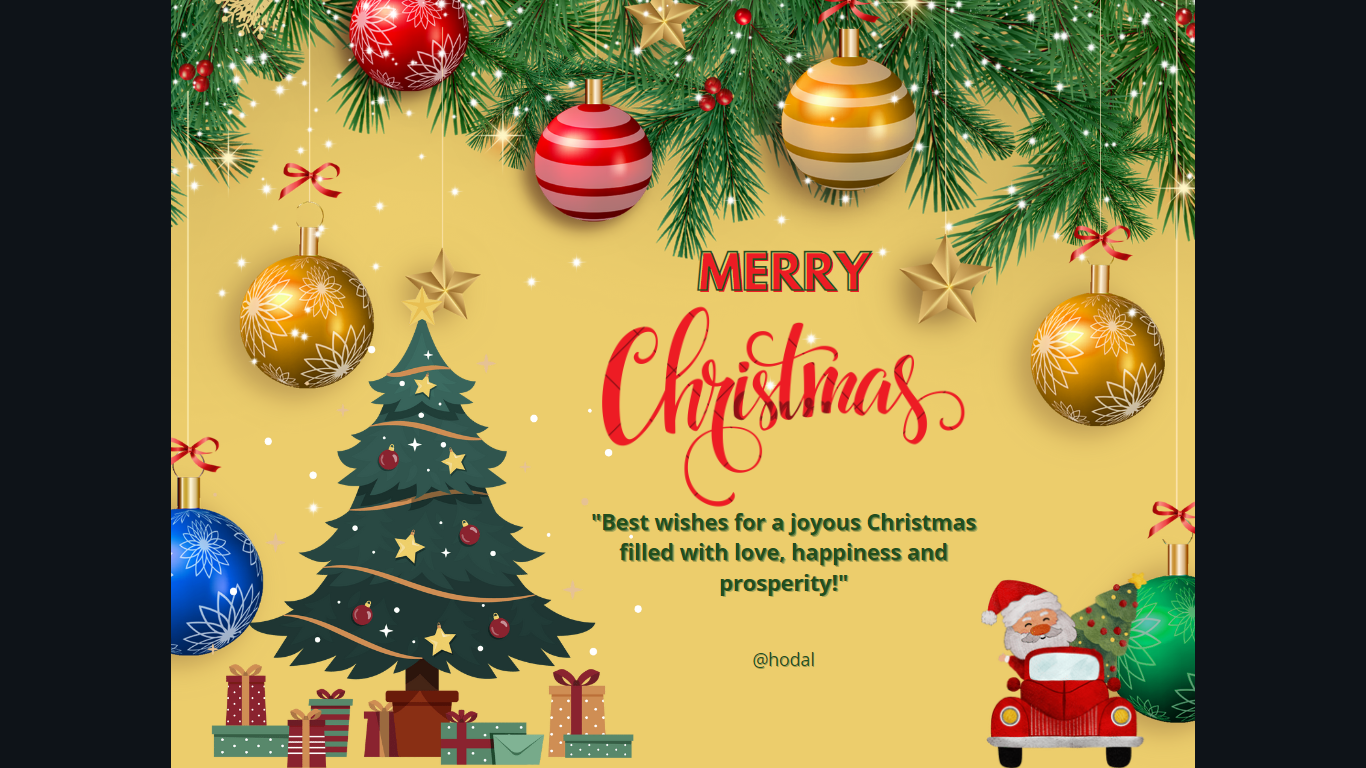 MERRY
Christmas
"Best wishes for a joyous Christmas
filled with love, happiness and
prosperity!"
@hodal